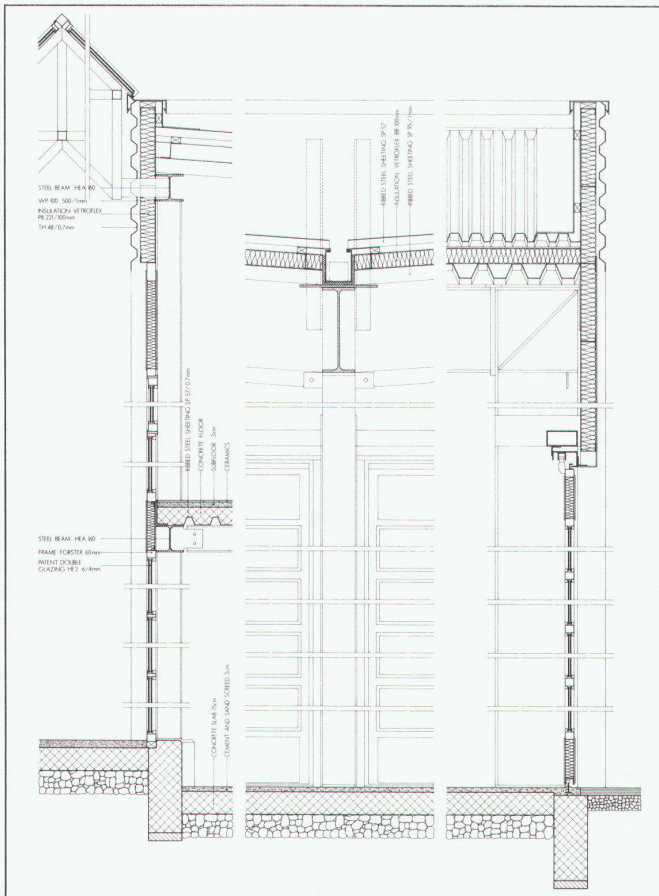 STEEL BEAM HEA 160
WP 100 500/1mm
INSULATION VETROFLEX
PB 221/100mm
TH 48/0,7mm
RIBBED STEEL SHEETING SP 57
INSULATION VETROFLEX IBR 100mm
RIBBED STEEL SHEETING SP 95/1mm
RIBBED STEEL SHEETING SP 57/0,7mm
CONCRETE FLOOR
SUBFLOOR 3cm
CERAMICS
STEEL BEAM HEA 160
FRAME FORSTER 60mm
PATENT DOUBLE
GLAZING HE2 6/4mm
CONCRETE SLAB 15cm
CEMENT AND SAND SCREED 3cm